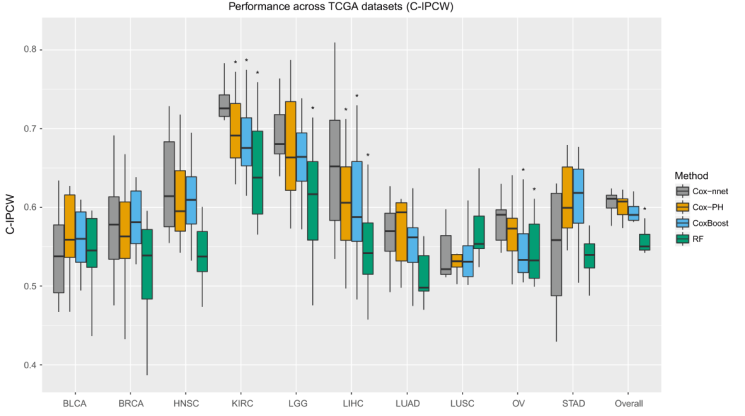 Performance across TCGA datasets (C-IPCW)
C-IPCW
0.8
0.7
0.6
0.5
0.4
* * * * * * * * * *
BLCA BRCA HNSC KIRC LGG LIHC LUAD LUSC OV STAD Overall
Method
Cox-nnet
Cox-PH
CoxBoost
RF